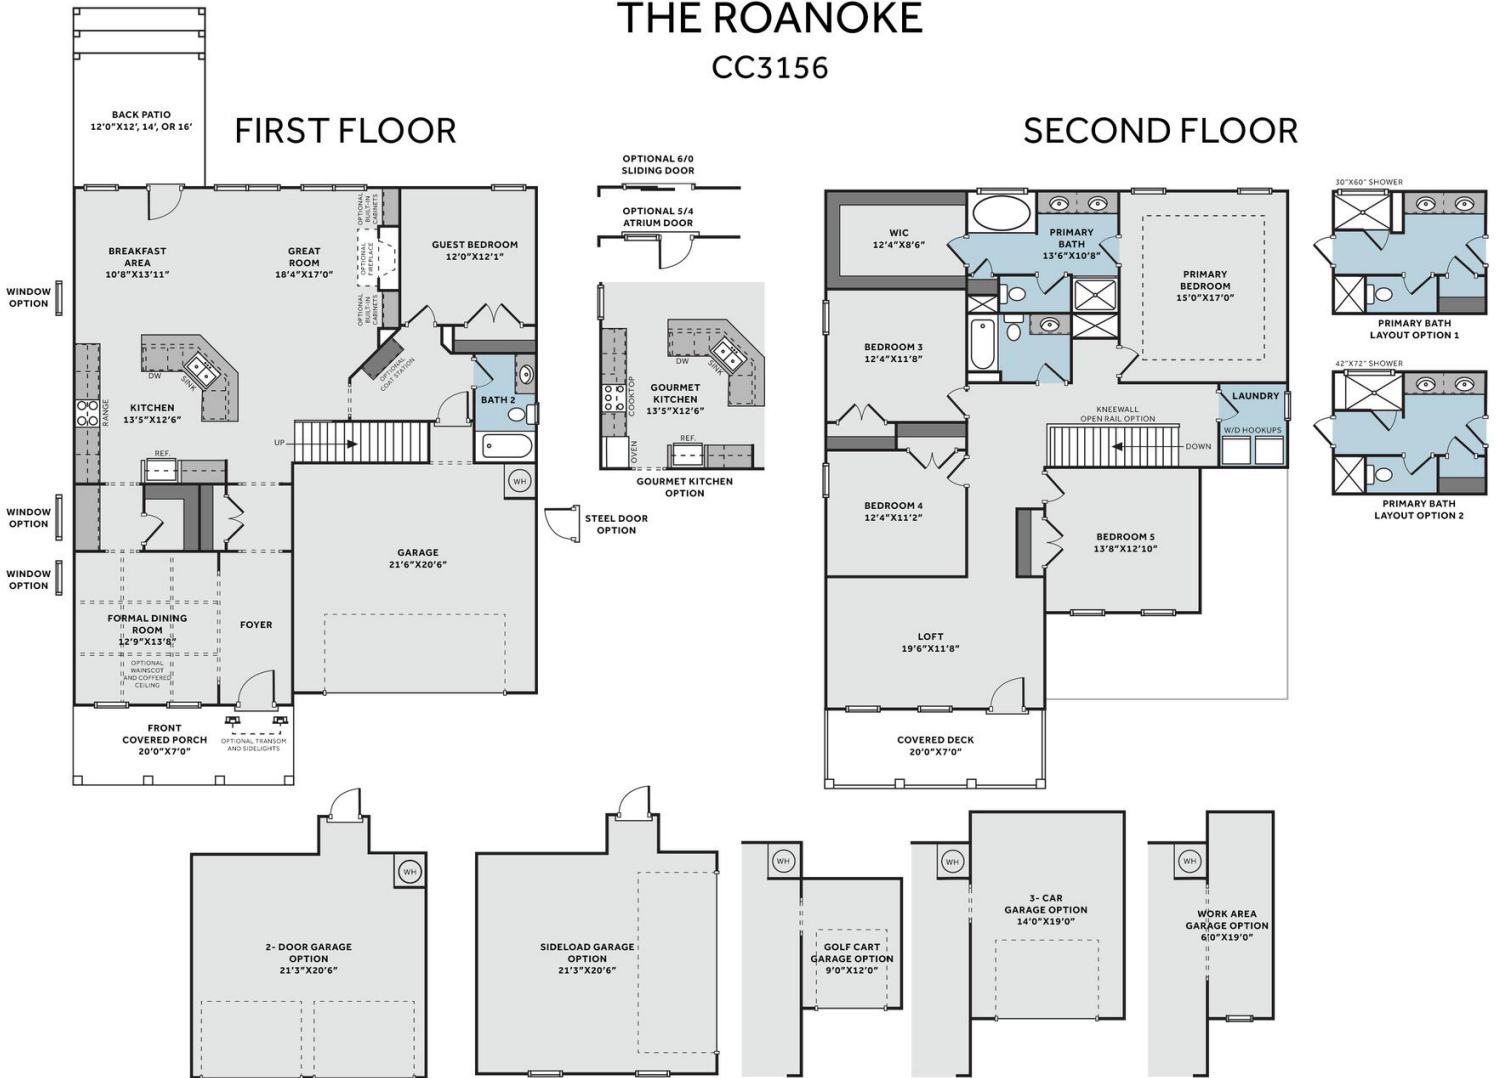 THE ROANOKE
CC3156
FIRST FLOOR
BACK PATIO
12'0"X12', 14', OR 16'
BREAKFAST
AREA
10'8"X13'11"
GREAT
ROOM
18'4"X17'0"
OPTIONAL
BUILT-IN
CABINETS
OPTIONAL
FIREPLACE
OPTIONAL
BUILT-IN
CABINETS
GUEST BEDROOM
12'0"X12'1"
WINDOW
OPTION
DW
SINK
OPTIONAL
COAT STATION
KITCHEN
13'5"X12'6"
RANGE
REF.
UP
BATH 2
WH
WINDOW
OPTION
WINDOW
OPTION
GARAGE
21'6"X20'6"
STEEL DOOR
OPTION
FORMAL DINING
ROOM
12'9"X13'8"
OPTIONAL
WAINSCOT
AND COFFERED
CEILING
FOYER
FRONT
COVERED PORCH
20'0"X7'0"
OPTIONAL TRANSOM
AND SIDELIGHTS
OPTIONAL 6/0
SLIDING DOOR
OPTIONAL 5/4
ATRIUM DOOR
DW
SINK
COOKTOP
GOURMET
KITCHEN
13'5"X12'6"
OVEN
REF.
GOURMET KITCHEN
OPTION
SECOND FLOOR
WIC
12'4"X8'6"
PRIMARY
BATH
13'6"X10'8"
PRIMARY
BEDROOM
15'0"X17'0"
BEDROOM 3
12'4"X11'8"
LAUNDRY
W/D HOOKUPS
KNEEWALL
OPEN RAIL OPTION
DOWN
BEDROOM 4
12'4"X11'2"
BEDROOM 5
13'8"X12'10"
LOFT
19'6"X11'8"
COVERED DECK
20'0"X7'0"
30"X60" SHOWER
PRIMARY BATH
LAYOUT OPTION 1
42"X72" SHOWER
PRIMARY BATH
LAYOUT OPTION 2
WH
2- DOOR GARAGE
OPTION
21'3"X20'6"
SIDELOAD GARAGE
OPTION
21'3"X20'6"
WH
GOLF CART
GARAGE OPTION
9'0"X12'0"
WH
3- CAR
GARAGE OPTION
14'0"X19'0"
WH
WORK AREA
GARAGE OPTION
6'0"X19'0"